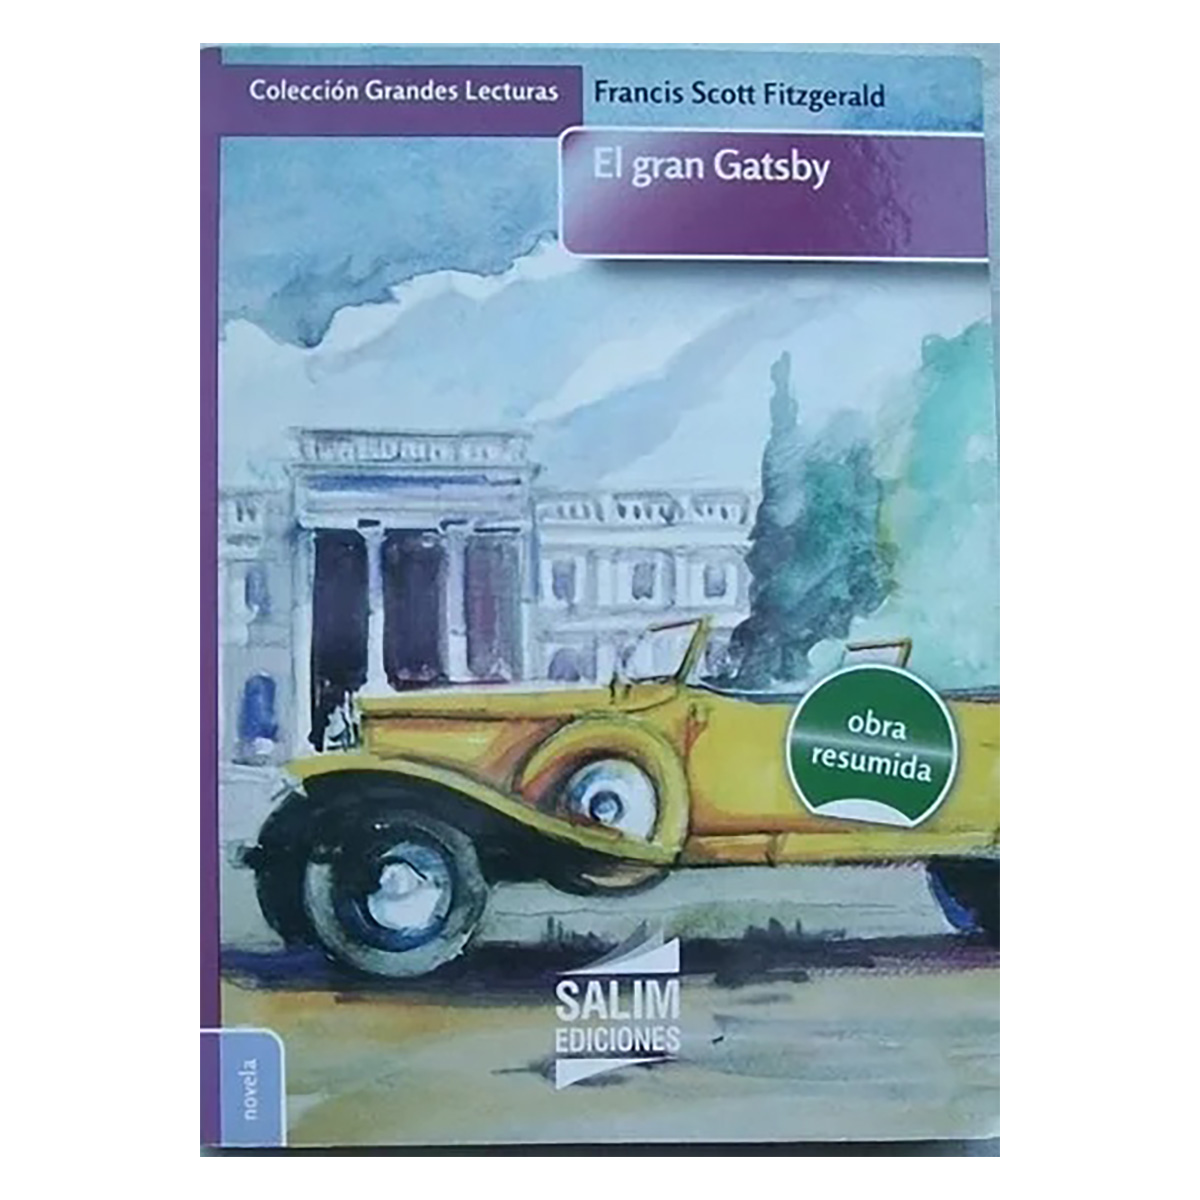 Colección Grandes Lecturas
Francis Scott Fitzgerald
El gran Gatsby
obra
resumida
SALIM
EDICIONES
novela